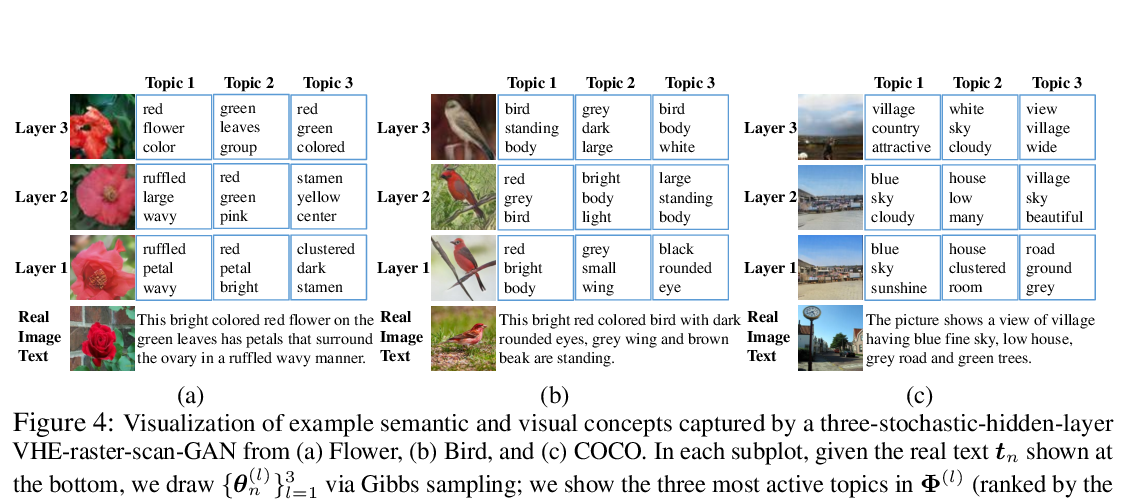 Topic 1 Topic 2 Topic 3
Layer 3
red
flower
color
green
leaves
group
red
green
colored
Layer 2
ruffled
large
wavy
red
green
pink
stamen
yellow
center
Layer 1
ruffled
petal
wavy
red
petal
bright
clustered
dark
stamen
Real
Image
Text
This bright colored red flower on the
green leaves has petals that surround
the ovary in a ruffled wavy manner.
(a)
Topic 1 Topic 2 Topic 3
Layer 3
bird
standing
body
grey
dark
large
bird
body
white
Layer 2
red
grey
bird
bright
body
light
large
standing
body
Layer 1
red
bright
body
grey
small
wing
black
rounded
eye
Real
Image
Text
This bright red colored bird with dark
rounded eyes, grey wing and brown
beak are standing.
(b)
Topic 1 Topic 2 Topic 3
Layer 3
village
country
attractive
white
sky
cloudy
view
village
wide
Layer 2
blue
sky
cloudy
house
low
many
village
sky
beautiful
Layer 1
blue
sky
sunshine
house
clustered
room
road
ground
grey
Real
Image
Text
The picture shows a view of village
having blue fine sky, low house,
grey road and green trees.
(c)
Figure 4: Visualization of example semantic and visual concepts captured by a three-stochastic-hidden-layer
VHE-raster-scan-GAN from (a) Flower, (b) Bird, and (c) COCO. In each subplot, given the real text 𝒕ₙ shown at
the bottom, we draw {𝜽ₙ⁽ˡ⁾}³ₗ₌₁ via Gibbs sampling; we show the three most active topics in 𝚽⁽ˡ⁾ (ranked by the